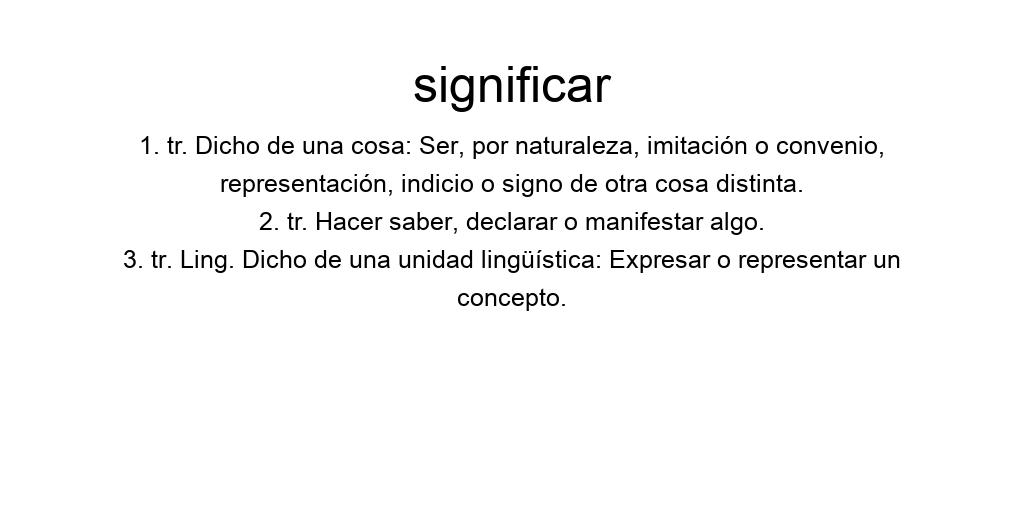 significar
1. tr. Dicho de una cosa: Ser, por naturaleza, imitación o convenio,
representación, indicio o signo de otra cosa distinta.
2. tr. Hacer saber, declarar o manifestar algo.
3. tr. Ling. Dicho de una unidad lingüística: Expresar o representar un
concepto.